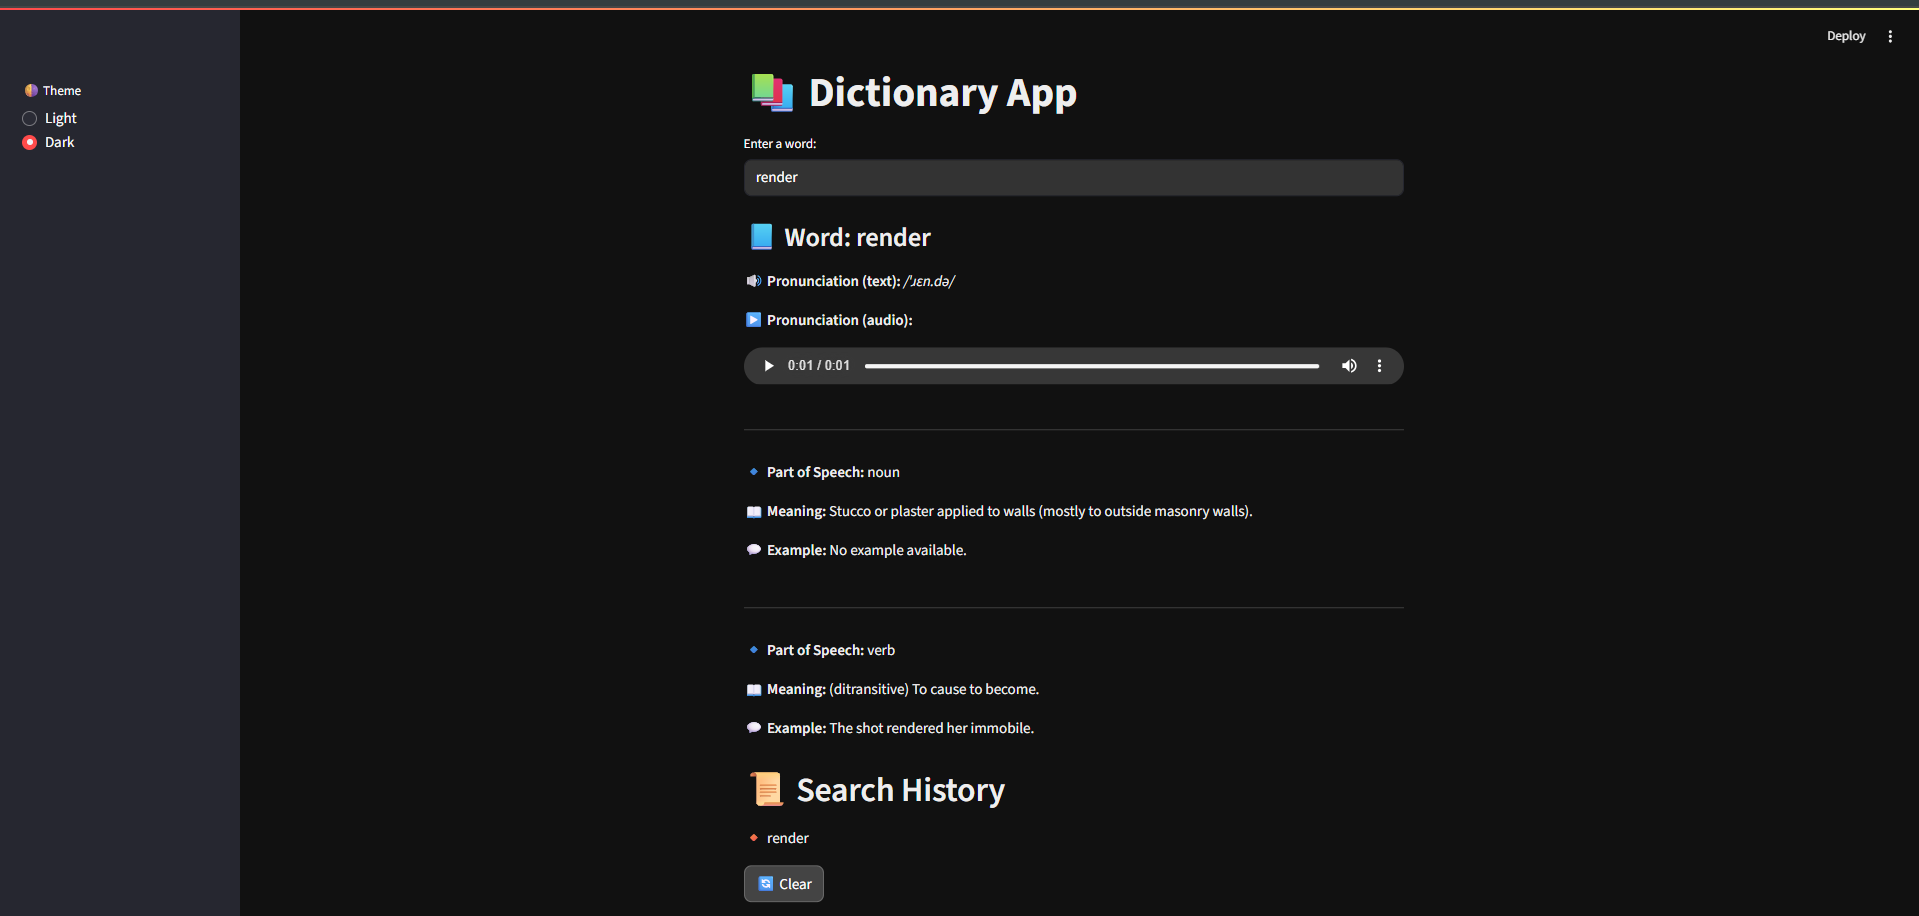 Deploy
Theme
Light
Dark
Dictionary App
Enter a word:
render
Word: render
Pronunciation (text): /ˈɹɛn.də/
Pronunciation (audio):
0:01 / 0:01
Part of Speech: noun
Meaning: Stucco or plaster applied to walls (mostly to outside masonry walls).
Example: No example available.
Part of Speech: verb
Meaning: (ditransitive) To cause to become.
Example: The shot rendered her immobile.
Search History
render
Clear